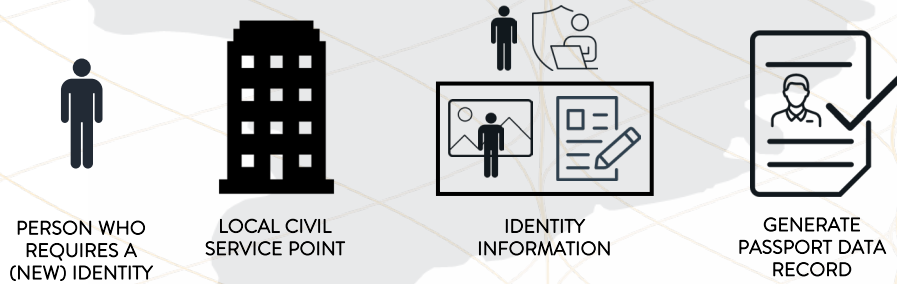 PERSON WHO
REQUIRES A
(NEW) IDENTITY
LOCAL CIVIL
SERVICE POINT
IDENTITY
INFORMATION
GENERATE
PASSPORT DATA
RECORD